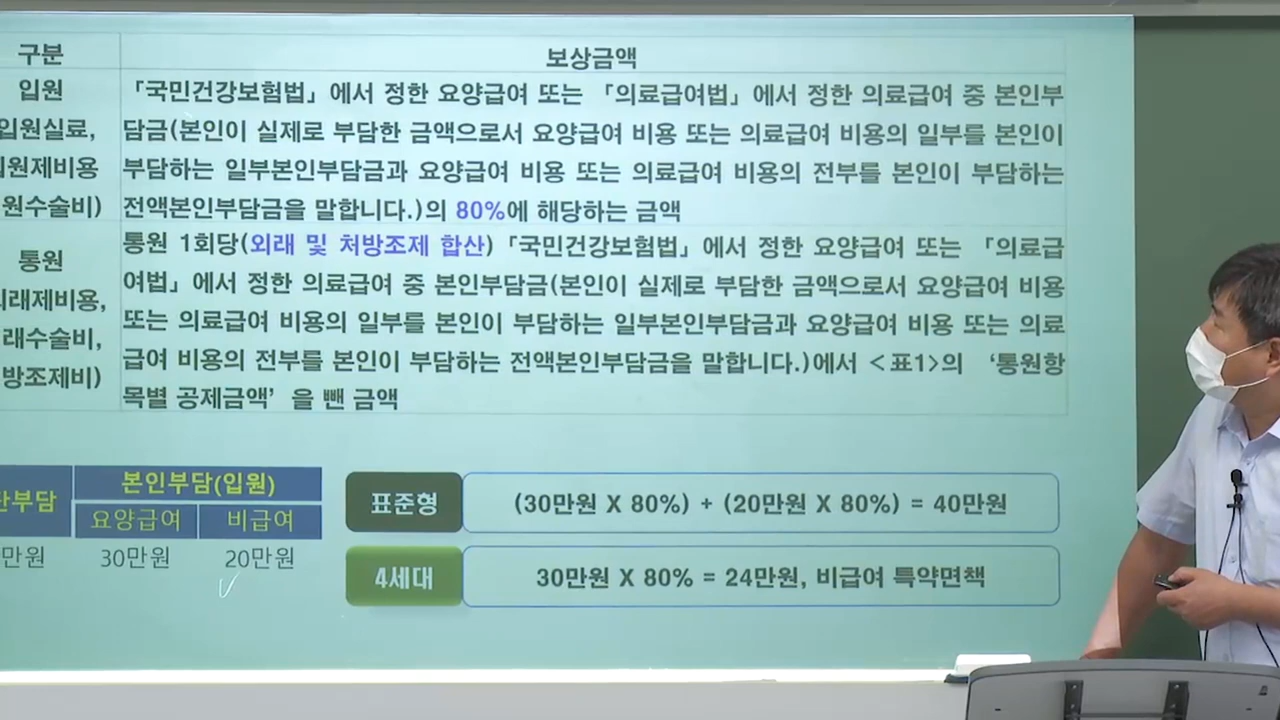 구분 보상금액
입원 「국민건강보험법」에서 정한 요양급여 또는 「의료급여법」에서 정한 의료급여 중 본인부
입원실료, 담금(본인이 실제로 부담한 금액으로서 요양급여 비용 또는 의료급여 비용의 일부를 본인이
원제비용 부담하는 일부본인부담금과 요양급여 비용 또는 의료급여 비용의 전부를 본인이 부담하는
원수술비) 전액본인부담금을 말합니다.)의 80%에 해당하는 금액
통원 1회당(외래 및 처방조제 합산)「국민건강보험법」에서 정한 요양급여 또는 「의료급
통원
여법」에서 정한 의료급여 중 본인부담금(본인이 실제로 부담한 금액으로서 요양급여 비용
래제비용,
또는 의료급여 비용의 일부를 본인이 부담하는 일부본인부담금과 요양급여 비용 또는 의료
래수술비,
급여 비용의 전부를 본인이 부담하는 전액본인부담금을 말합니다.)에서 <표1>의 ‘통원항
방조제비)
목별 공제금액’ 을 뺀 금액
부담 본인부담(입원)
요양급여 비급여
만원 30만원 20만원
표준형 (30만원 X 80%) + (20만원 X 80%) = 40만원
4세대 30만원 X 80% = 24만원, 비급여 특약면책